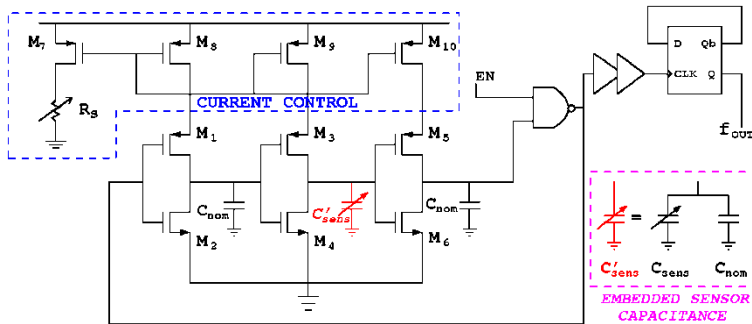 M7
M8
M9
M10
RS
CURRENT CONTROL
EN
D
Qb
CLK
Q
fOUT
M1
M3
M5
Cnom
C'sens
Cnom
M2
M4
M6
=
C'sens
Csens
Cnom
EMBEDDED SENSOR
CAPACITANCE